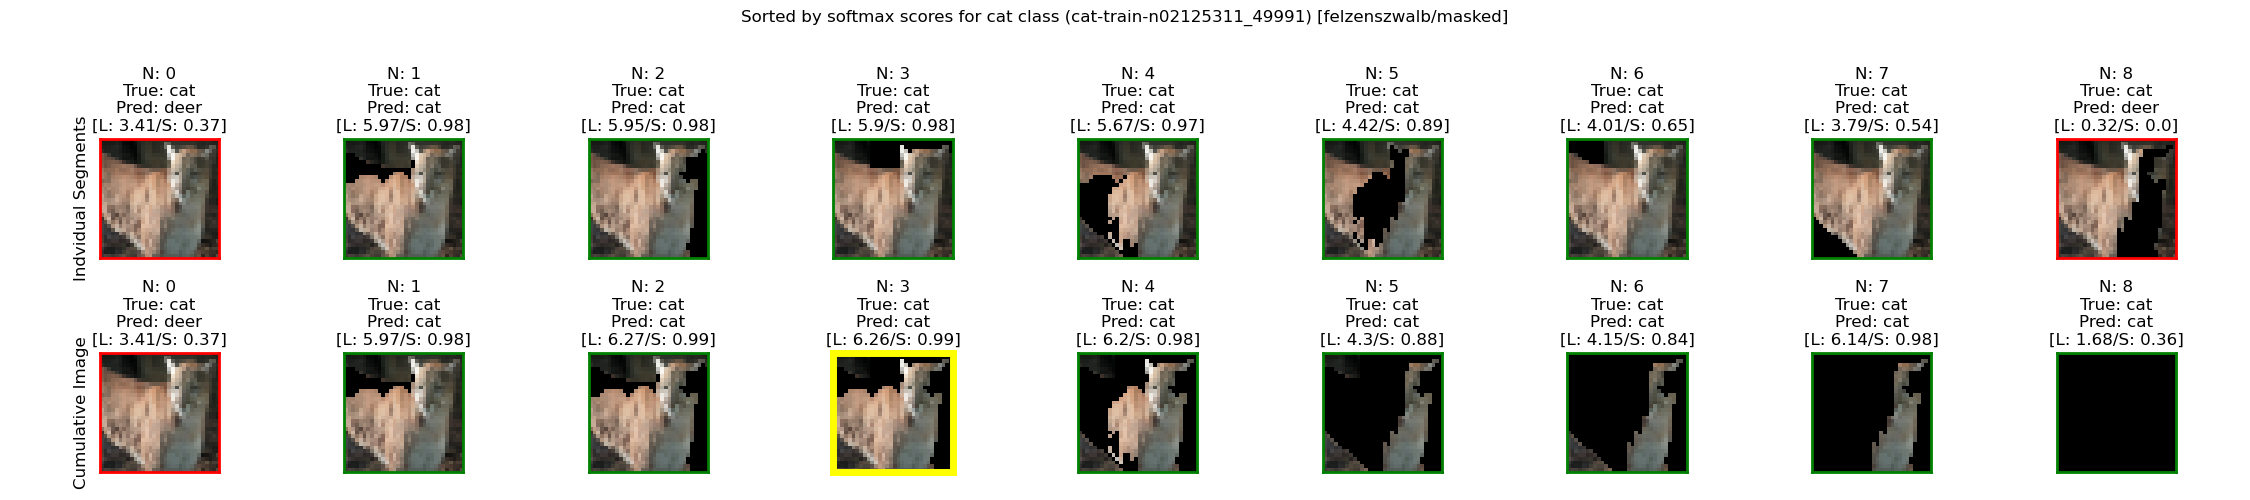 Sorted by softmax scores for cat class (cat-train-n02125311_49991) [felzenszwalb/masked]
Indvidual Segments
N: 0
True: cat
Pred: deer
[L: 3.41/S: 0.37]
N: 1
True: cat
Pred: cat
[L: 5.97/S: 0.98]
N: 2
True: cat
Pred: cat
[L: 5.95/S: 0.98]
N: 3
True: cat
Pred: cat
[L: 5.9/S: 0.98]
N: 4
True: cat
Pred: cat
[L: 5.67/S: 0.97]
N: 5
True: cat
Pred: cat
[L: 4.42/S: 0.89]
N: 6
True: cat
Pred: cat
[L: 4.01/S: 0.65]
N: 7
True: cat
Pred: cat
[L: 3.79/S: 0.54]
N: 8
True: cat
Pred: deer
[L: 0.32/S: 0.0]
Cumulative Image
N: 0
True: cat
Pred: deer
[L: 3.41/S: 0.37]
N: 1
True: cat
Pred: cat
[L: 5.97/S: 0.98]
N: 2
True: cat
Pred: cat
[L: 6.27/S: 0.99]
N: 3
True: cat
Pred: cat
[L: 6.26/S: 0.99]
N: 4
True: cat
Pred: cat
[L: 6.2/S: 0.98]
N: 5
True: cat
Pred: cat
[L: 4.3/S: 0.88]
N: 6
True: cat
Pred: cat
[L: 4.15/S: 0.84]
N: 7
True: cat
Pred: cat
[L: 6.14/S: 0.98]
N: 8
True: cat
Pred: cat
[L: 1.68/S: 0.36]